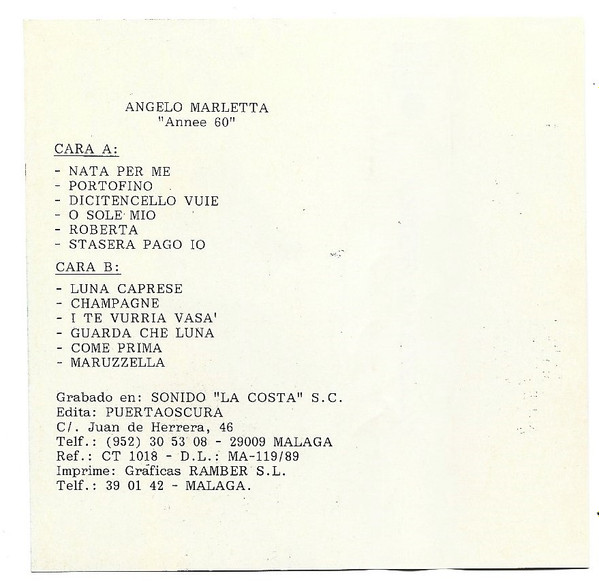 ANGELO MARLETTA
"Annee 60"
CARA A:
- NATA PER ME
- PORTOFINO
- DICITENCELLO VUIE
- O SOLE MIO
- ROBERTA
- STASERA PAGO IO
CARA B:
- LUNA CAPRESE
- CHAMPAGNE
- I TE VURRIA VASA'
- GUARDA CHE LUNA
- COME PRIMA
- MARUZZELLA
Grabado en: SONIDO "LA COSTA" S.C.
Edita: PUERTAOSCURA
C/. Juan de Herrera, 46
Telf.: (952) 30 53 08 - 29009 MALAGA
Ref.: CT 1018 - D.L.: MA-119/89
Imprime: Gráficas RAMBER S.L.
Telf.: 39 01 42 - MALAGA.